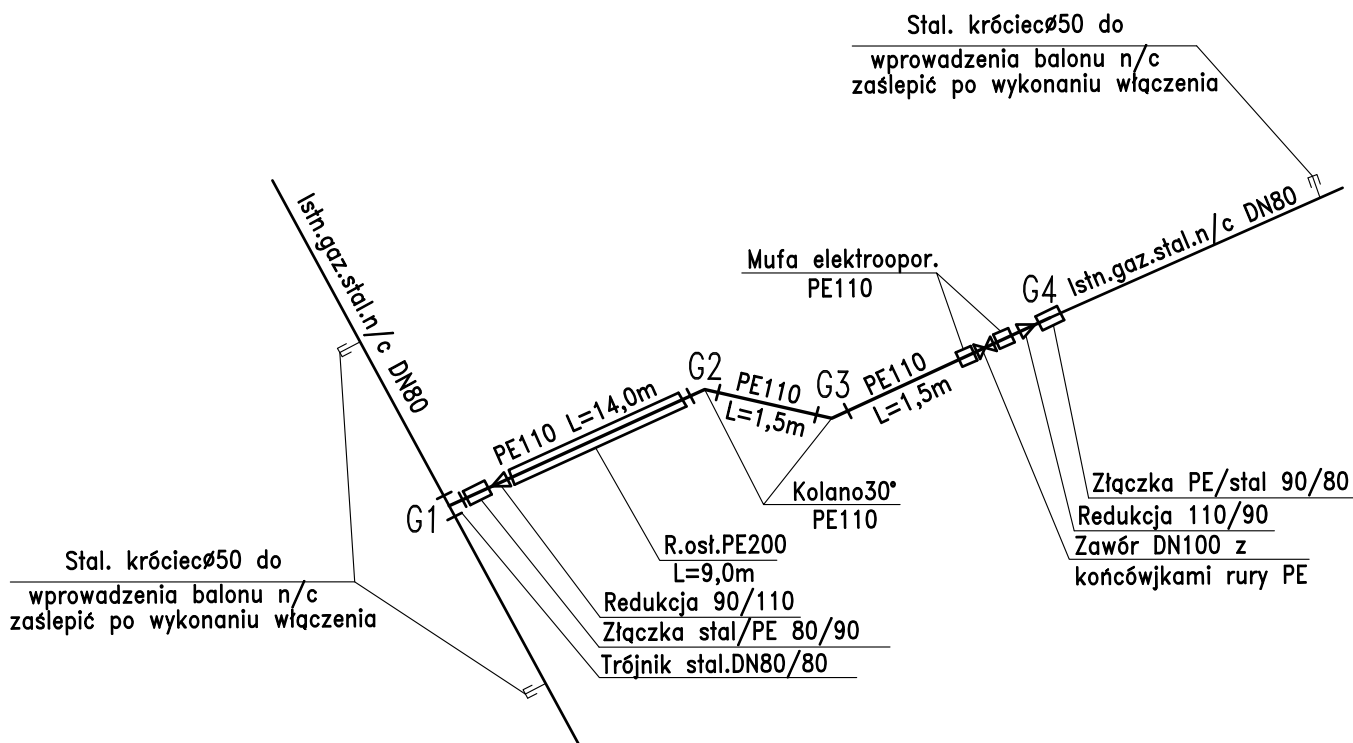 Stal. króciecø50 do
wprowadzenia balonu n/c
zaślepić po wykonaniu włączenia
Istn.gaz.stal.n/c DN80
Istn.gaz.stal.n/c DN80
Mufa elektroopor.
PE110
G4
G2
PE110
L=1,5m
G3
PE110
L=1,5m
PE110 L=14,0m
G1
Kolano30°
PE110
Złączka PE/stal 90/80
Redukcja 110/90
Zawór DN100 z
końcówjkami rury PE
R.osł.PE200
L=9,0m
Stal. króciecø50 do
wprowadzenia balonu n/c
zaślepić po wykonaniu włączenia
Redukcja 90/110
Złączka stal/PE 80/90
Trójnik stal.DN80/80